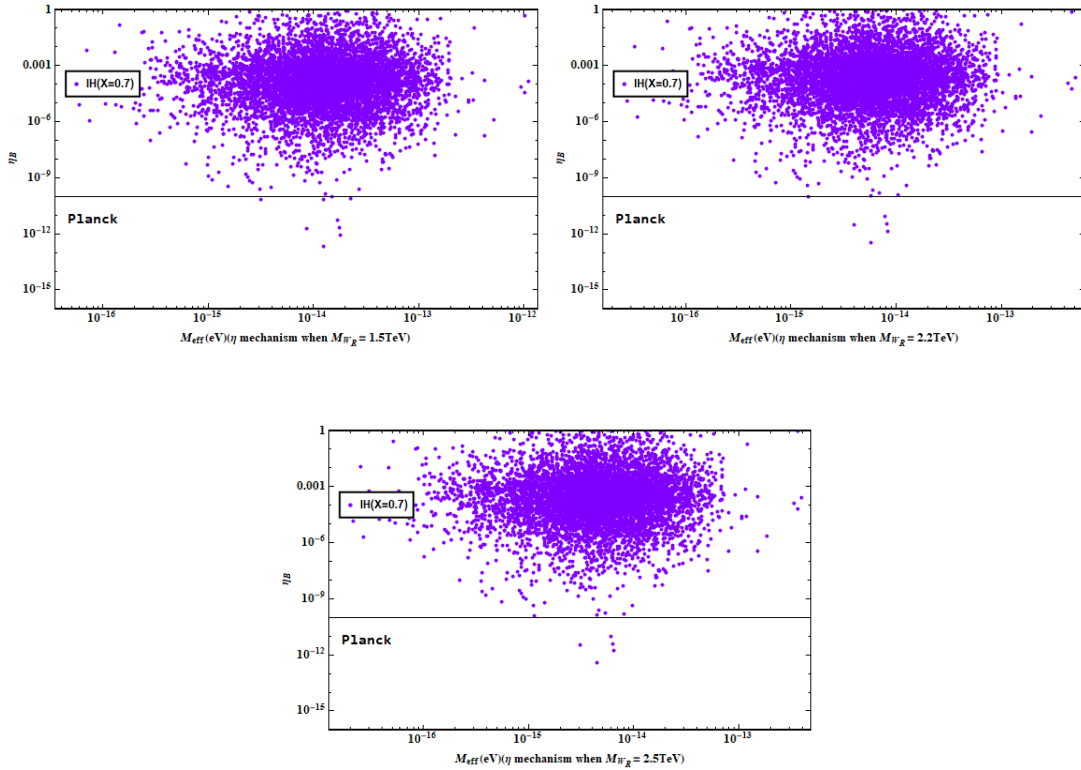 1
0.001
10⁻⁶
10⁻⁹
10⁻¹²
10⁻¹⁵
η_B
IH(X=0.7)
Planck
10⁻¹⁶ 10⁻¹⁵ 10⁻¹⁴ 10⁻¹³ 10⁻¹²
M_eff(eV)(η mechanism when M_W_R = 1.5TeV)
1
0.001
10⁻⁶
10⁻⁹
10⁻¹²
10⁻¹⁵
η_B
IH(X=0.7)
Planck
10⁻¹⁶ 10⁻¹⁵ 10⁻¹⁴ 10⁻¹³
M_eff(eV)(η mechanism when M_W_R = 2.2TeV)
1
0.001
10⁻⁶
10⁻⁹
10⁻¹²
10⁻¹⁵
η_B
IH(X=0.7)
Planck
10⁻¹⁶ 10⁻¹⁵ 10⁻¹⁴ 10⁻¹³
M_eff(eV)(η mechanism when M_W_R = 2.5TeV)